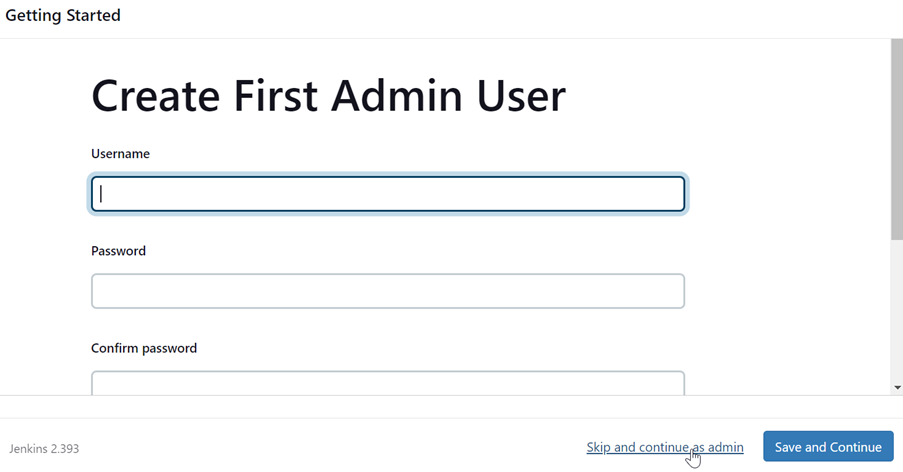 Getting Started
Create First Admin User
Username
Password
Confirm password
Jenkins 2.393
Skip and continue as admin
Save and Continue